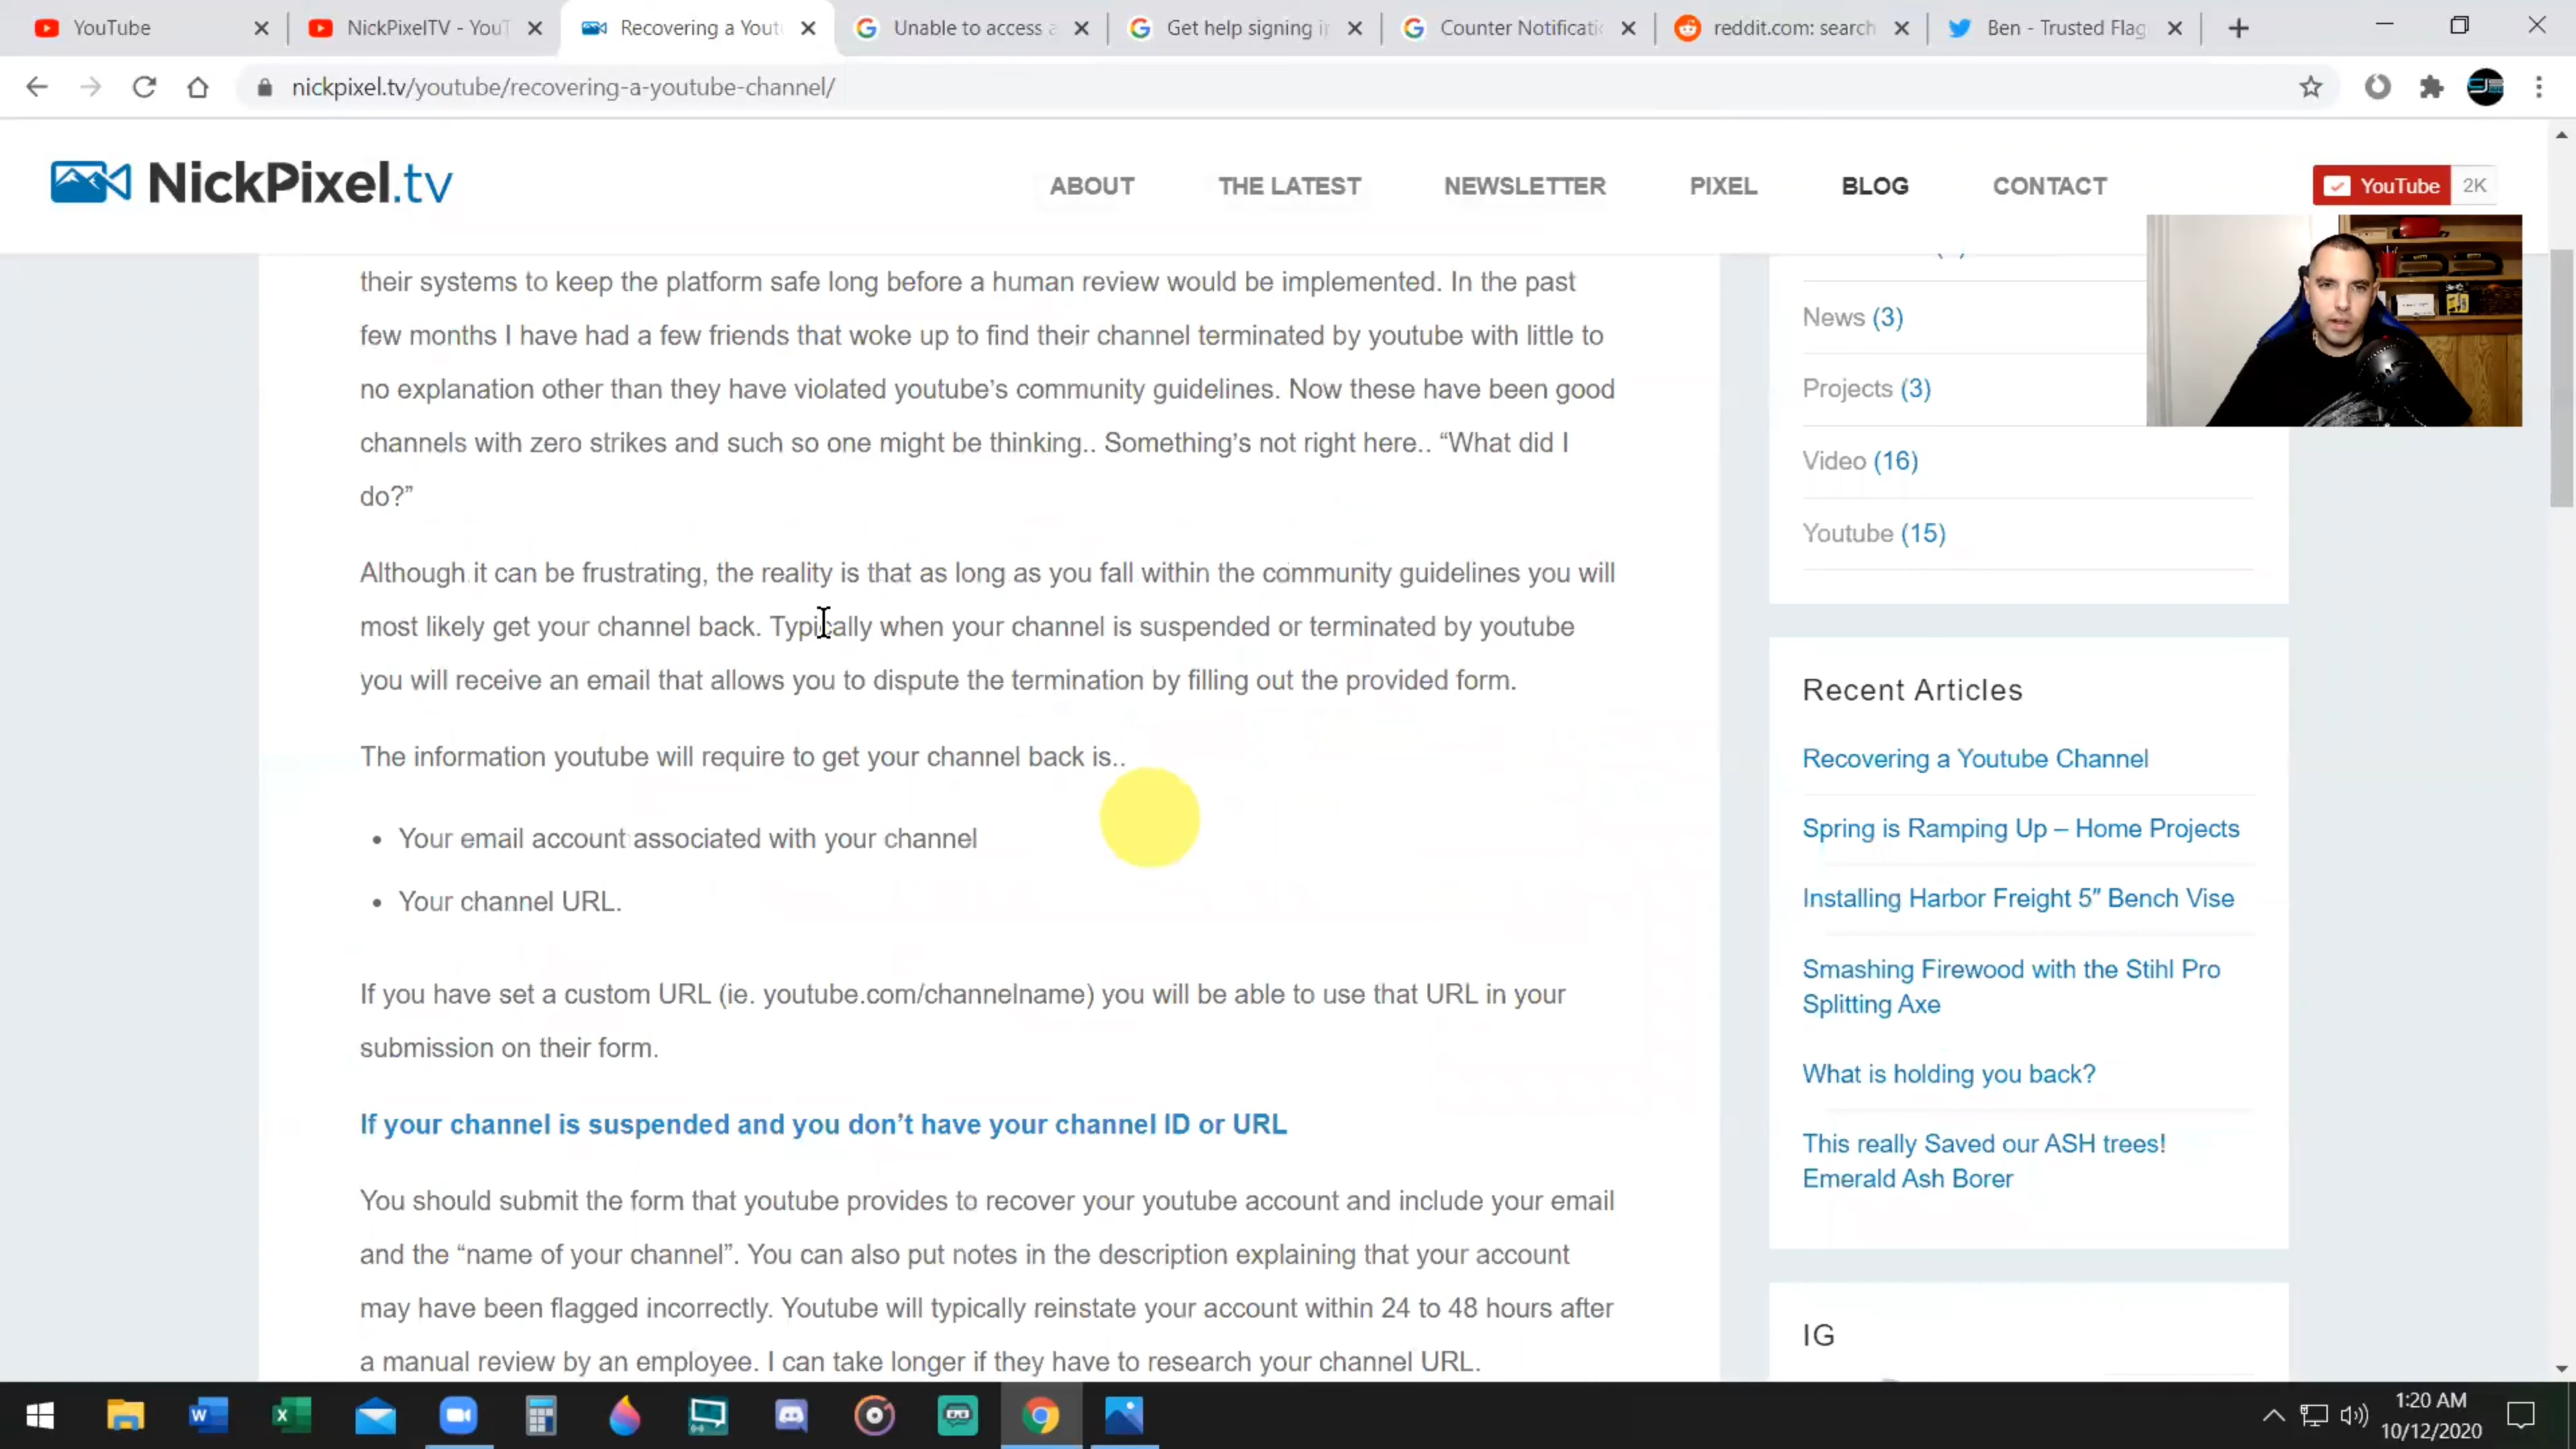 YouTube
NickPixelTV - YouT
Recovering a Yout
Unable to access a
Get help signing in
Counter Notificati
reddit.com: search
Ben - Trusted Flag
nickpixel.tv/youtube/recovering-a-youtube-channel/
NickPixel.tv
ABOUT THE LATEST NEWSLETTER PIXEL BLOG CONTACT
YouTube 2K
their systems to keep the platform safe long before a human review would be implemented. In the past
few months I have had a few friends that woke up to find their channel terminated by youtube with little to
no explanation other than they have violated youtube’s community guidelines. Now these have been good
channels with zero strikes and such so one might be thinking.. Something’s not right here.. “What did I
do?”
Although it can be frustrating, the reality is that as long as you fall within the community guidelines you will
most likely get your channel back. Typically when your channel is suspended or terminated by youtube
you will receive an email that allows you to dispute the termination by filling out the provided form.
The information youtube will require to get your channel back is..
• Your email account associated with your channel
• Your channel URL.
If you have set a custom URL (ie. youtube.com/channelname) you will be able to use that URL in your
submission on their form.
If your channel is suspended and you don’t have your channel ID or URL
You should submit the form that youtube provides to recover your youtube account and include your email
and the “name of your channel”. You can also put notes in the description explaining that your account
may have been flagged incorrectly. Youtube will typically reinstate your account within 24 to 48 hours after
a manual review by an employee. I can take longer if they have to research your channel URL.
News (3)
Projects (3)
Video (16)
Youtube (15)
Recent Articles
Recovering a Youtube Channel
Spring is Ramping Up – Home Projects
Installing Harbor Freight 5″ Bench Vise
Smashing Firewood with the Stihl Pro
Splitting Axe
What is holding you back?
This really Saved our ASH trees!
Emerald Ash Borer
IG
1:20 AM
10/12/2020